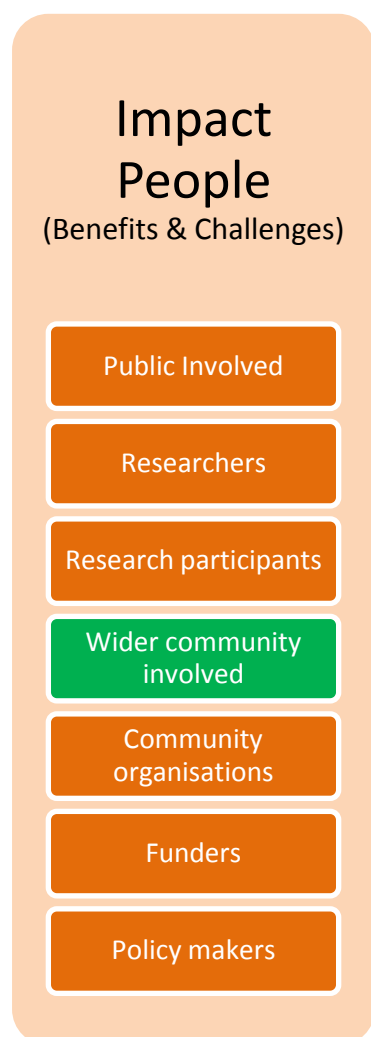 Impact
People
(Benefits & Challenges)
Public Involved
Researchers
Research participants
Wider community
involved
Community
organisations
Funders
Policy makers